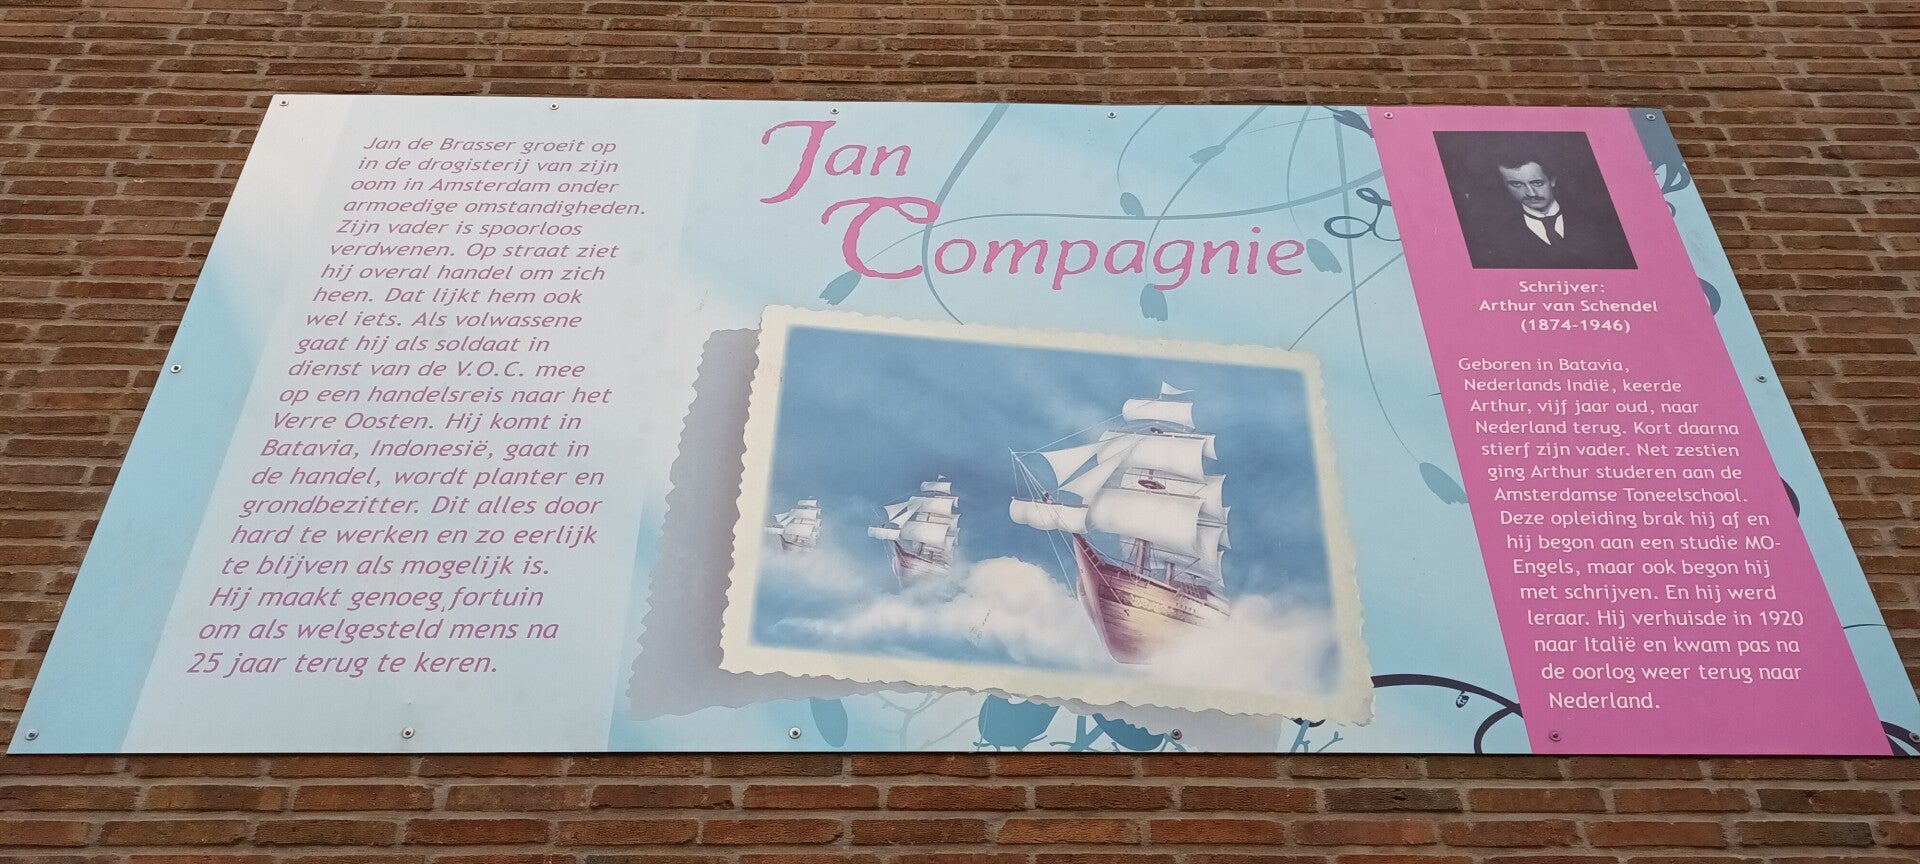 Jan de Brasser groeit op
in de drogisterij van zijn
oom in Amsterdam onder
armoedige omstandigheden.
Zijn vader is spoorloos
verdwenen. Op straat ziet
hij overal handel om zich
heen. Dat lijkt hem ook
wel iets. Als volwassene
gaat hij als soldaat in
dienst van de V.O.C. mee
op een handelsreis naar het
Verre Oosten. Hij komt in
Batavia, Indonesië, gaat in
de handel, wordt planter en
grondbezitter. Dit alles door
hard te werken en zo eerlijk
te blijven als mogelijk is.
Hij maakt genoeg fortuin
om als welgesteld mens na
25 jaar terug te keren.
Jan
Compagnie
Schrijver:
Arthur van Schendel
(1874-1946)
Geboren in Batavia,
Nederlands Indië, keerde
Arthur, vijf jaar oud, naar
Nederland terug. Kort daarna
stierf zijn vader. Net zestien
ging Arthur studeren aan de
Amsterdamse Toneelschool.
Deze opleiding brak hij af en
hij begon aan een studie MO-
Engels, maar ook begon hij
met schrijven. En hij werd
leraar. Hij verhuisde in 1920
naar Italië en kwam pas na
de oorlog weer terug naar
Nederland.